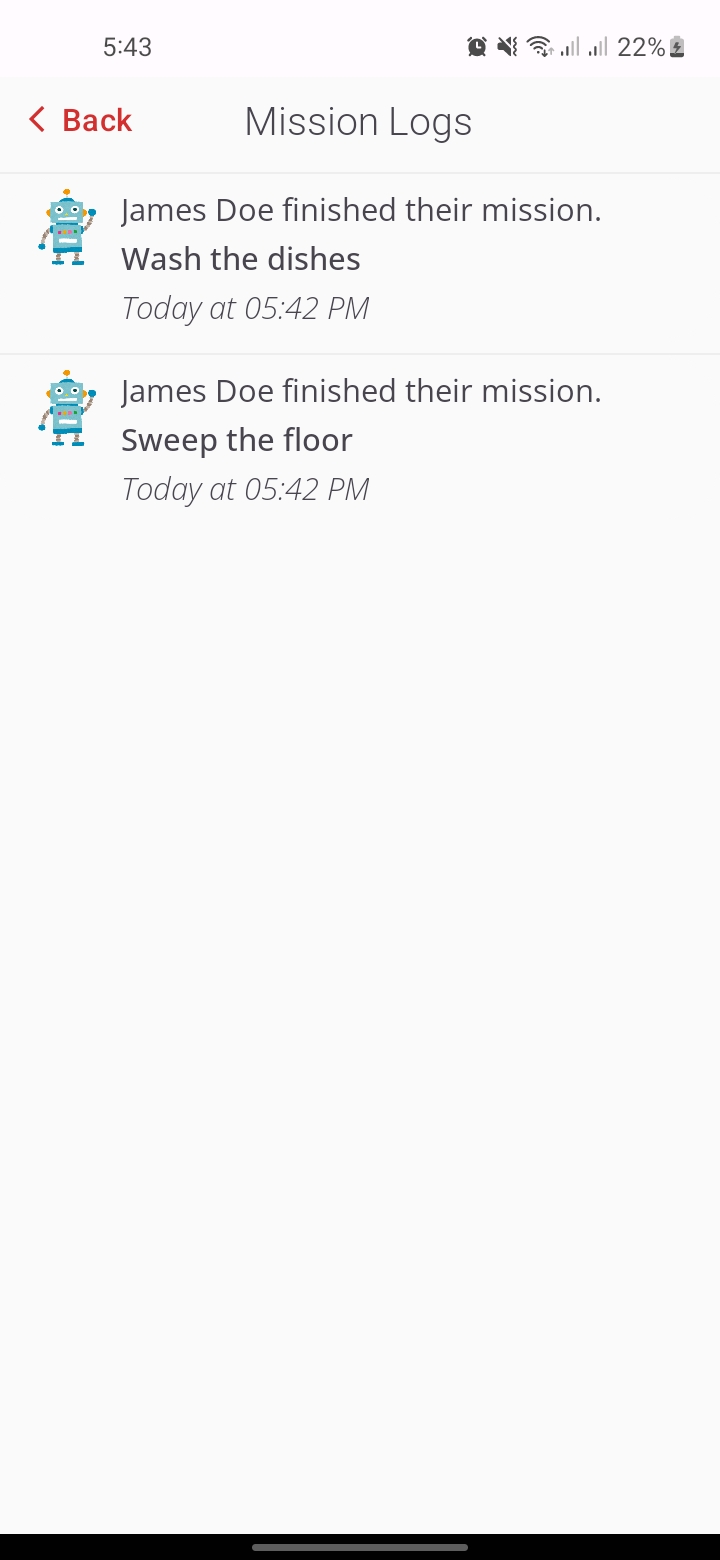 5:43
22%
Back
Mission Logs
James Doe finished their mission.
Wash the dishes
Today at 05:42 PM
James Doe finished their mission.
Sweep the floor
Today at 05:42 PM